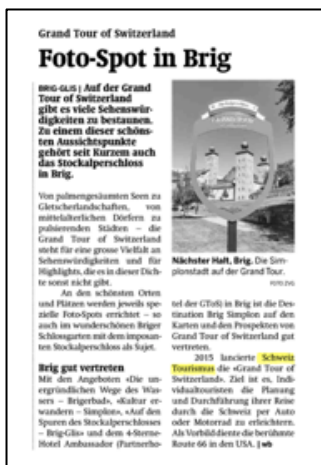 Grand Tour of Switzerland
Foto-Spot in Brig
BRIG-GLIS | Auf der Grand
Tour of Switzerland
gibt es viele Sehenswür-
digkeiten zu bestaunen.
Zu einem dieser schöns-
ten Aussichtspunkte
gehört seit Kurzem auch
das Stockalperschloss
in Brig.
Von palmengesäumten Seen zu
Gletscherlandschaften, von
mittelalterlichen Dörfern zu
pulsierenden Städten – die
Grand Tour of Switzerland
steht für eine grosse Vielfalt an
Sehenswürdigkeiten und für
Highlights, die es in dieser Dich-
te sonst nicht gibt.
An den schönsten Orten
und Plätzen werden jeweils spe-
zielle Foto-Spots errichtet – so
auch im wunderschönen Briger
Schlossgarten mit dem imposan-
ten Stockalperschloss als Sujet.
Brig gut vertreten
Mit den Angeboten «Die un-
ergründlichen Wege des Was-
sers – Brigerbad», «Kultur er-
wandern – Simplon», «Auf den
Spuren des Stockalperschlosses
– Brig-Glis» und dem 4-Sterne-
Hotel Ambassador (Partnerho-
Nächster Halt, Brig. Die Sim-
plonstadt auf der Grand Tour.
FOTO ZVG
tel der GToS) in Brig ist die Des-
tination Brig Simplon auf den
Karten und den Prospekten von
Grand Tour of Switzerland gut
vertreten.
2015 lancierte Schweiz
Tourismus die «Grand Tour of
Switzerland». Ziel ist es, Indi-
vidualtouristen die Planung
und Durchführung ihrer Reise
durch die Schweiz per Auto
oder Motorrad zu erleichtern.
Als Vorbild diente die berühmte
Route 66 in den USA. | wb